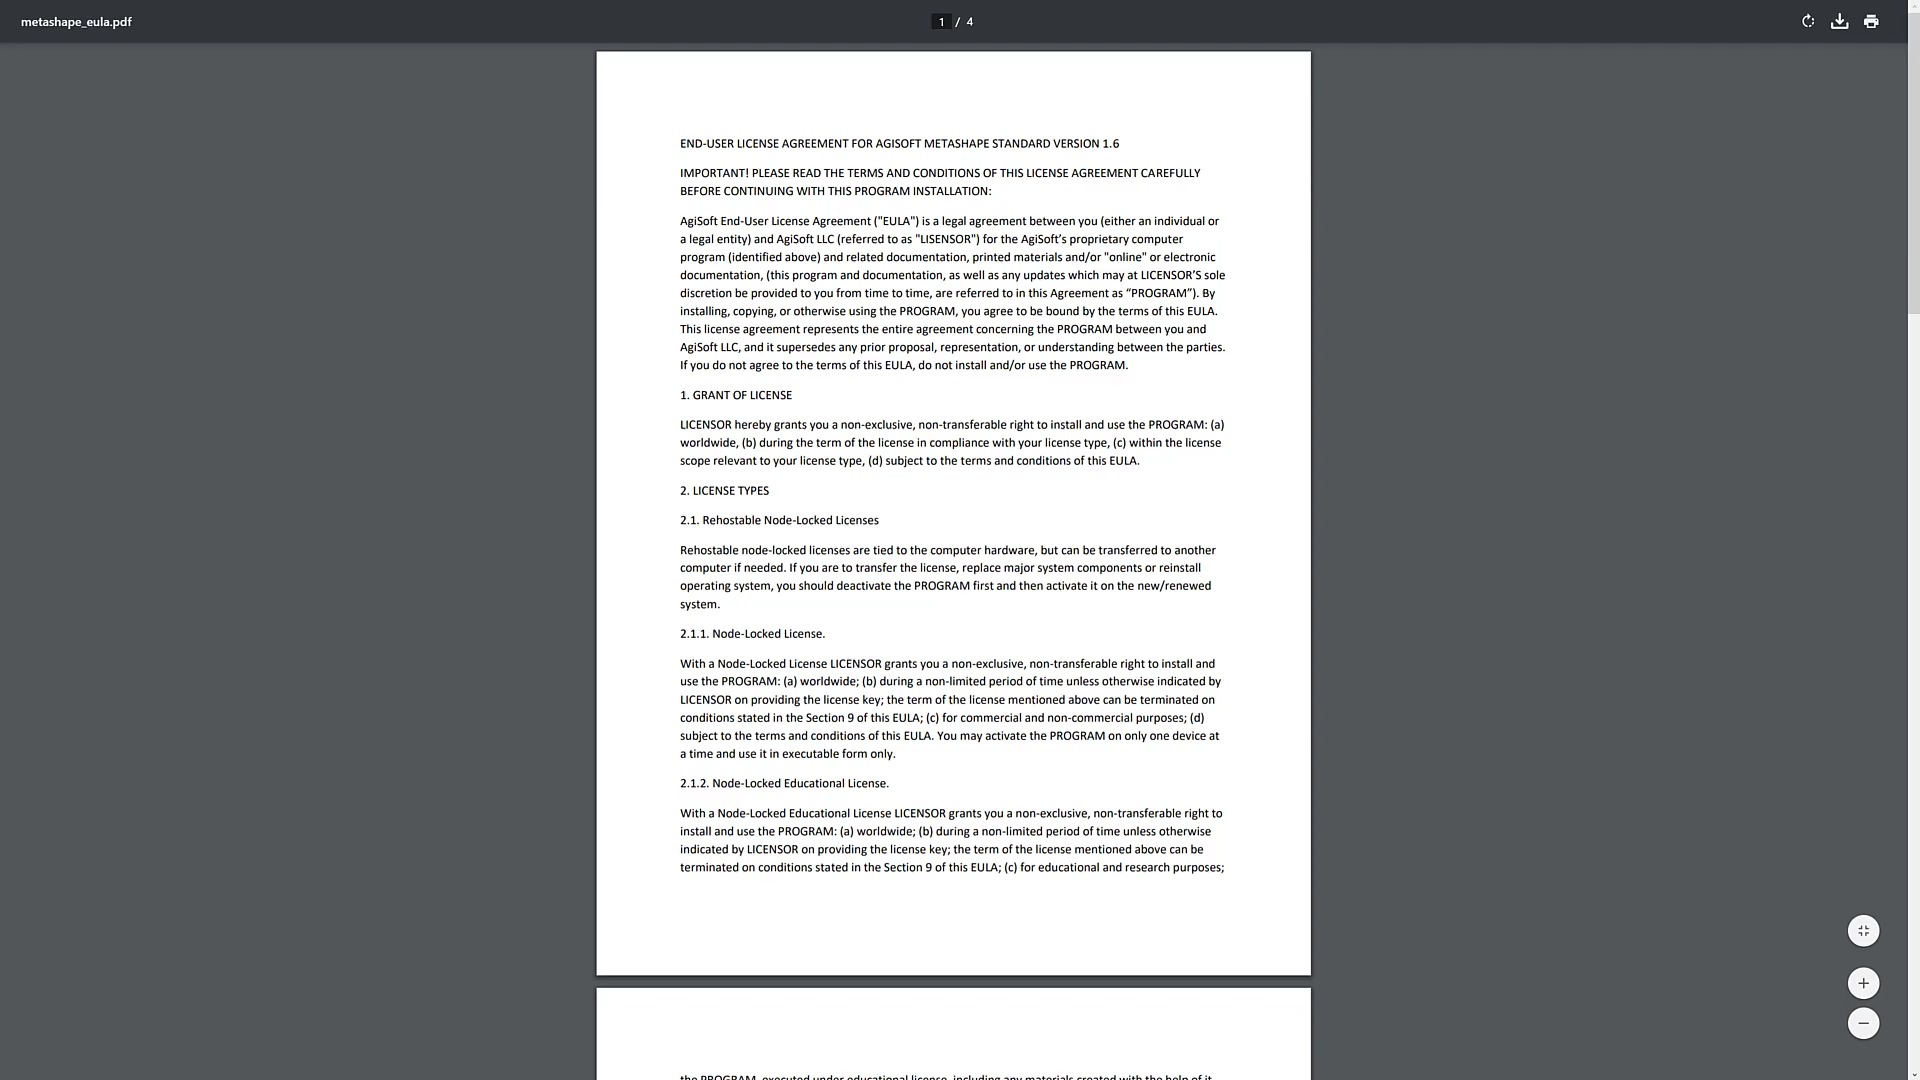 metashape_eula.pdf
1 / 4
END-USER LICENSE AGREEMENT FOR AGISOFT METASHAPE STANDARD VERSION 1.6
IMPORTANT! PLEASE READ THE TERMS AND CONDITIONS OF THIS LICENSE AGREEMENT CAREFULLY
BEFORE CONTINUING WITH THIS PROGRAM INSTALLATION:
AgiSoft End-User License Agreement ("EULA") is a legal agreement between you (either an individual or
a legal entity) and AgiSoft LLC (referred to as "LISENSOR") for the AgiSoft’s proprietary computer
program (identified above) and related documentation, printed materials and/or "online" or electronic
documentation, (this program and documentation, as well as any updates which may at LICENSOR’S sole
discretion be provided to you from time to time, are referred to in this Agreement as “PROGRAM”). By
installing, copying, or otherwise using the PROGRAM, you agree to be bound by the terms of this EULA.
This license agreement represents the entire agreement concerning the PROGRAM between you and
AgiSoft LLC, and it supersedes any prior proposal, representation, or understanding between the parties.
If you do not agree to the terms of this EULA, do not install and/or use the PROGRAM.
1. GRANT OF LICENSE
LICENSOR hereby grants you a non-exclusive, non-transferable right to install and use the PROGRAM: (a)
worldwide, (b) during the term of the license in compliance with your license type, (c) within the license
scope relevant to your license type, (d) subject to the terms and conditions of this EULA.
2. LICENSE TYPES
2.1. Rehostable Node-Locked Licenses
Rehostable node-locked licenses are tied to the computer hardware, but can be transferred to another
computer if needed. If you are to transfer the license, replace major system components or reinstall
operating system, you should deactivate the PROGRAM first and then activate it on the new/renewed
system.
2.1.1. Node-Locked License.
With a Node-Locked License LICENSOR grants you a non-exclusive, non-transferable right to install and
use the PROGRAM: (a) worldwide; (b) during a non-limited period of time unless otherwise indicated by
LICENSOR on providing the license key; the term of the license mentioned above can be terminated on
conditions stated in the Section 9 of this EULA; (c) for commercial and non-commercial purposes; (d)
subject to the terms and conditions of this EULA. You may activate the PROGRAM on only one device at
a time and use it in executable form only.
2.1.2. Node-Locked Educational License.
With a Node-Locked Educational License LICENSOR grants you a non-exclusive, non-transferable right to
install and use the PROGRAM: (a) worldwide; (b) during a non-limited period of time unless otherwise
indicated by LICENSOR on providing the license key; the term of the license mentioned above can be
terminated on conditions stated in the Section 9 of this EULA; (c) for educational and research purposes;
the PROGRAM, executed under educational license, including any materials created with the help of it,